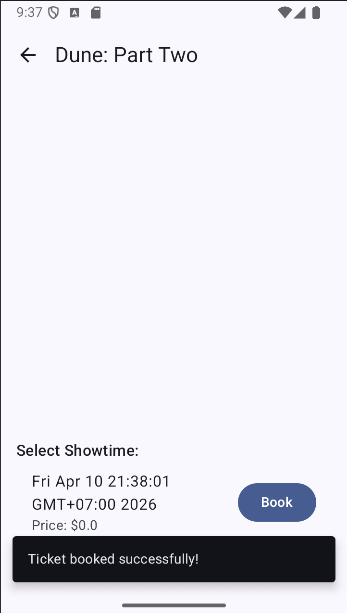 9:37
Dune: Part Two
Select Showtime:
Fri Apr 10 21:38:01
GMT+07:00 2026
Book
Price: $0.0
Ticket booked successfully!